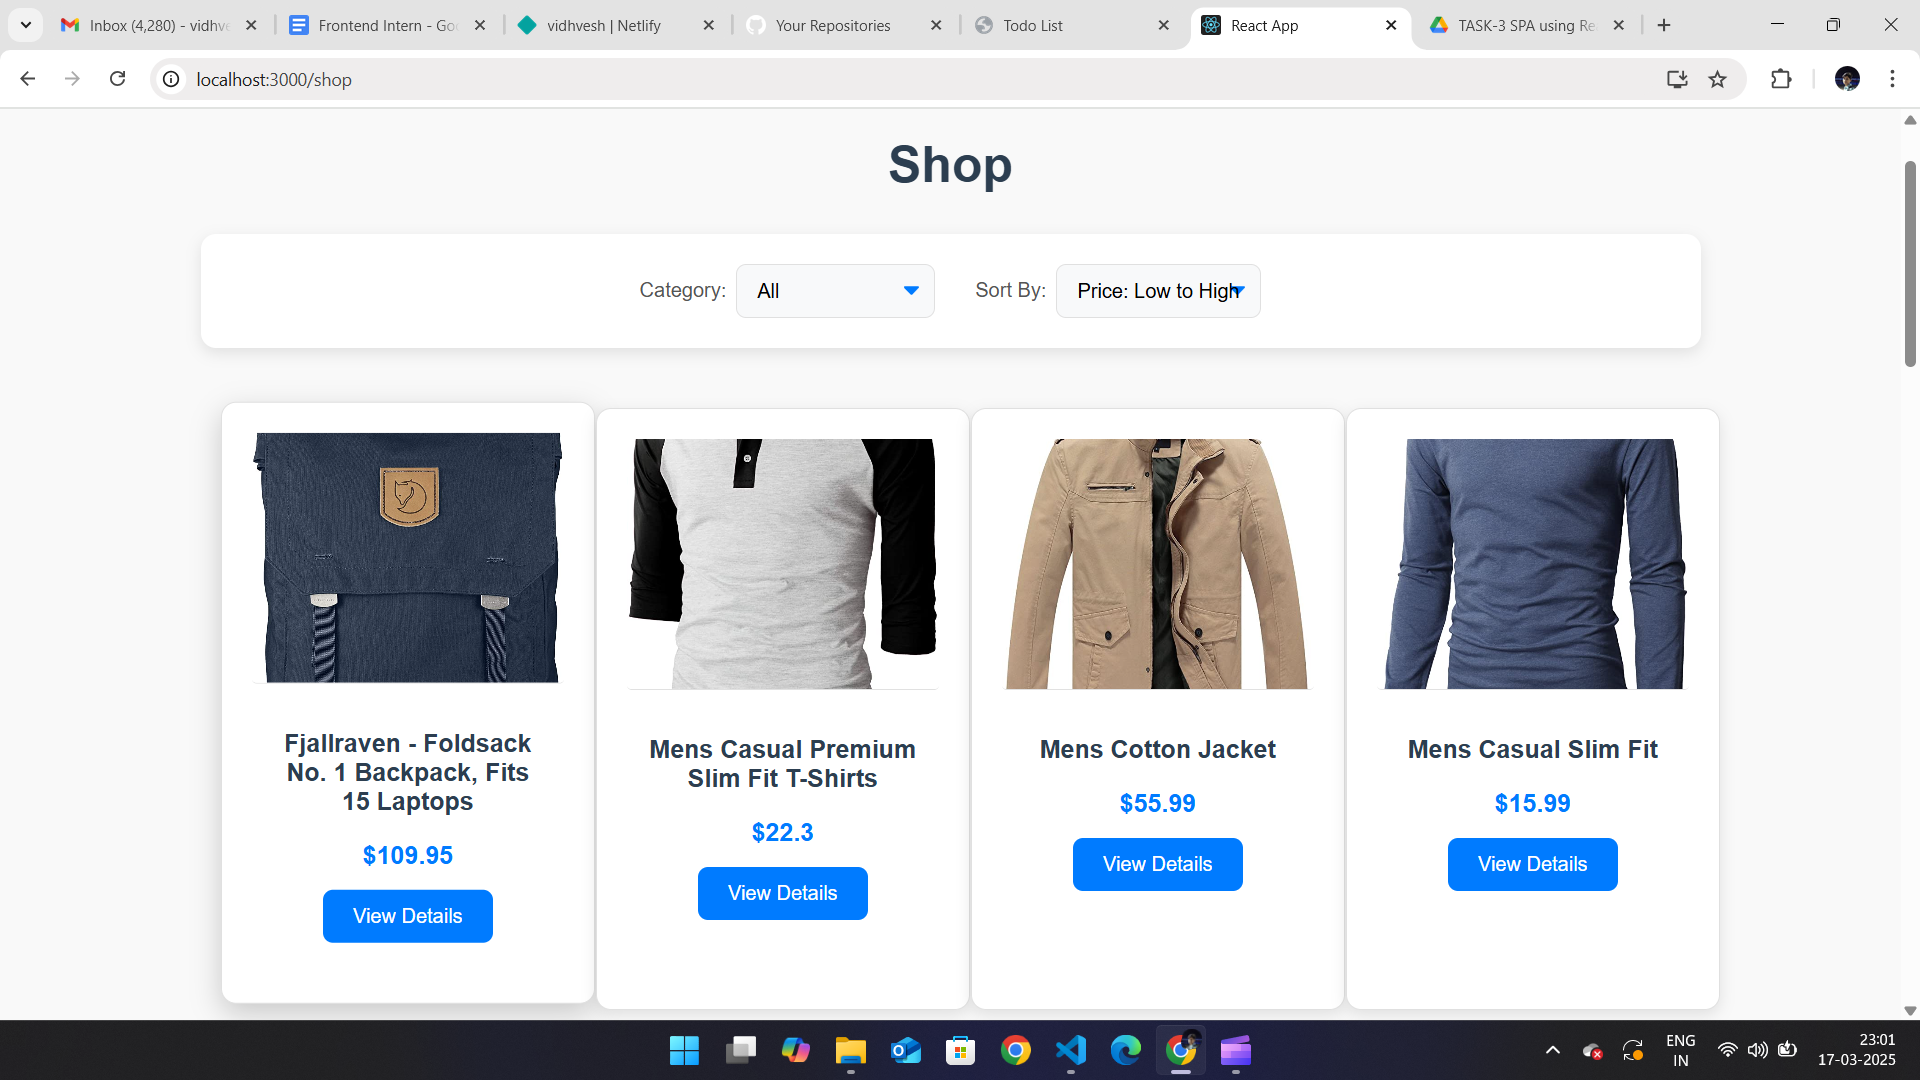 Inbox (4,280) - vidhve
Frontend Intern - Goo
vidhvesh | Netlify
Your Repositories
Todo List
React App
TASK-3 SPA using Re
localhost:3000/shop
Shop
Category:
All
Sort By:
Price: Low to High
Fjallraven - Foldsack
No. 1 Backpack, Fits
15 Laptops
$109.95
View Details
Mens Casual Premium
Slim Fit T-Shirts
$22.3
View Details
Mens Cotton Jacket
$55.99
View Details
Mens Casual Slim Fit
$15.99
View Details
ENG
IN
23:01
17-03-2025